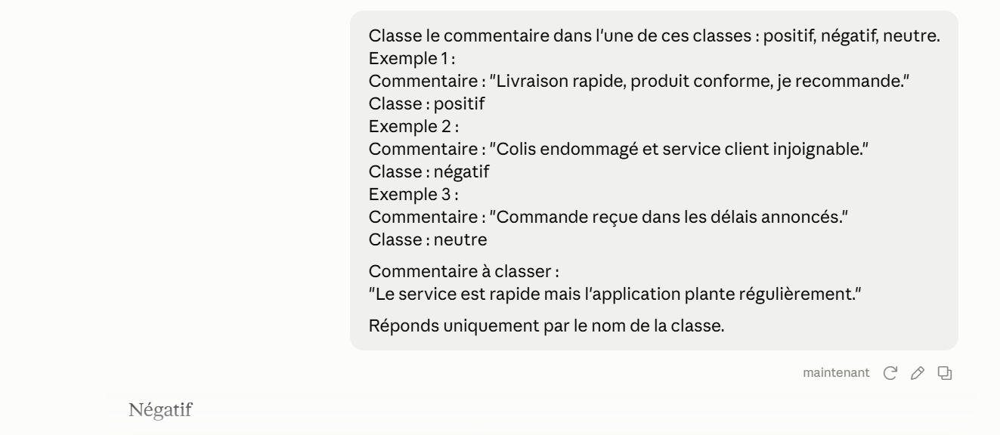 Classe le commentaire dans l'une de ces classes : positif, négatif, neutre.
Exemple 1 :
Commentaire : "Livraison rapide, produit conforme, je recommande."
Classe : positif
Exemple 2 :
Commentaire : "Colis endommagé et service client injoignable."
Classe : négatif
Exemple 3 :
Commentaire : "Commande reçue dans les délais annoncés."
Classe : neutre
Commentaire à classer :
"Le service est rapide mais l'application plante régulièrement."
Réponds uniquement par le nom de la classe.
maintenant
Négatif